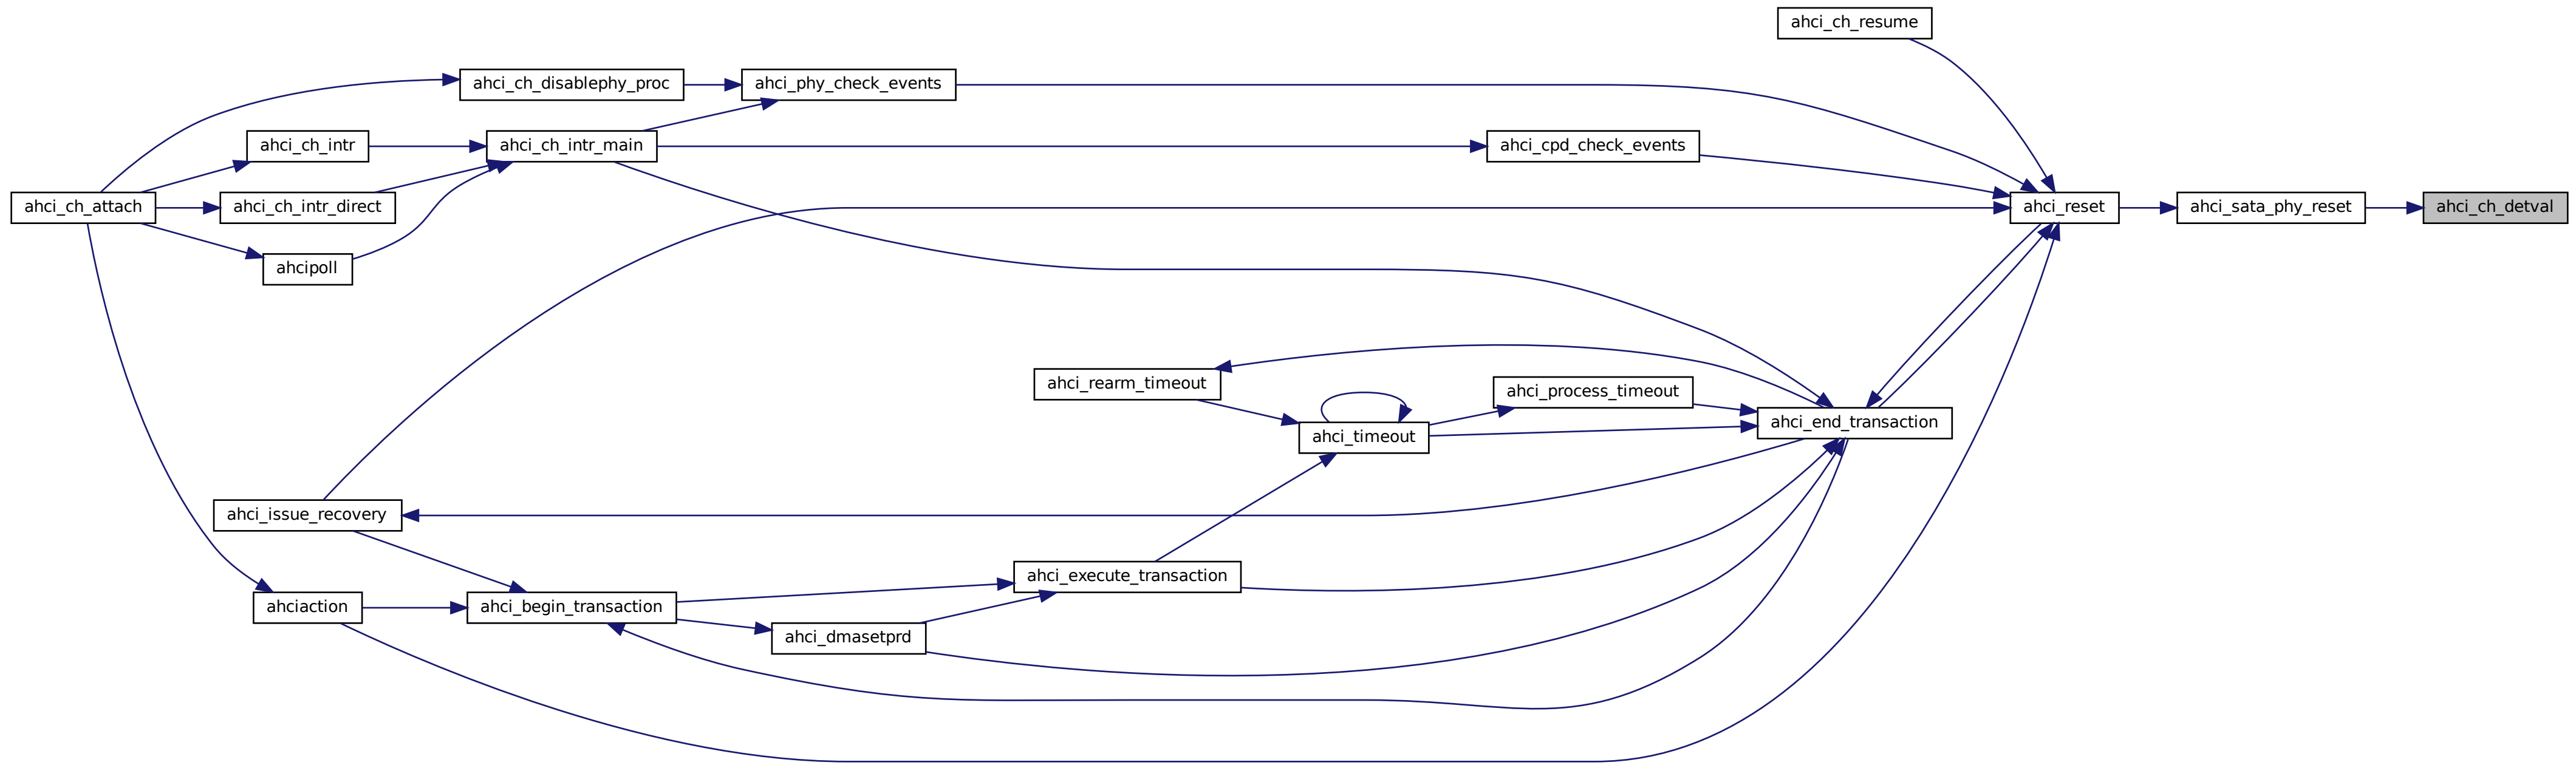 ahci_ch_resume
ahci_ch_disablephy_proc
ahci_phy_check_events
ahci_ch_intr
ahci_ch_intr_main
ahci_cpd_check_events
ahci_ch_attach
ahci_ch_intr_direct
ahci_reset
ahci_sata_phy_reset
ahci_ch_detval
ahcipoll
ahci_rearm_timeout
ahci_process_timeout
ahci_timeout
ahci_end_transaction
ahci_issue_recovery
ahci_execute_transaction
ahciaction
ahci_begin_transaction
ahci_dmasetprd